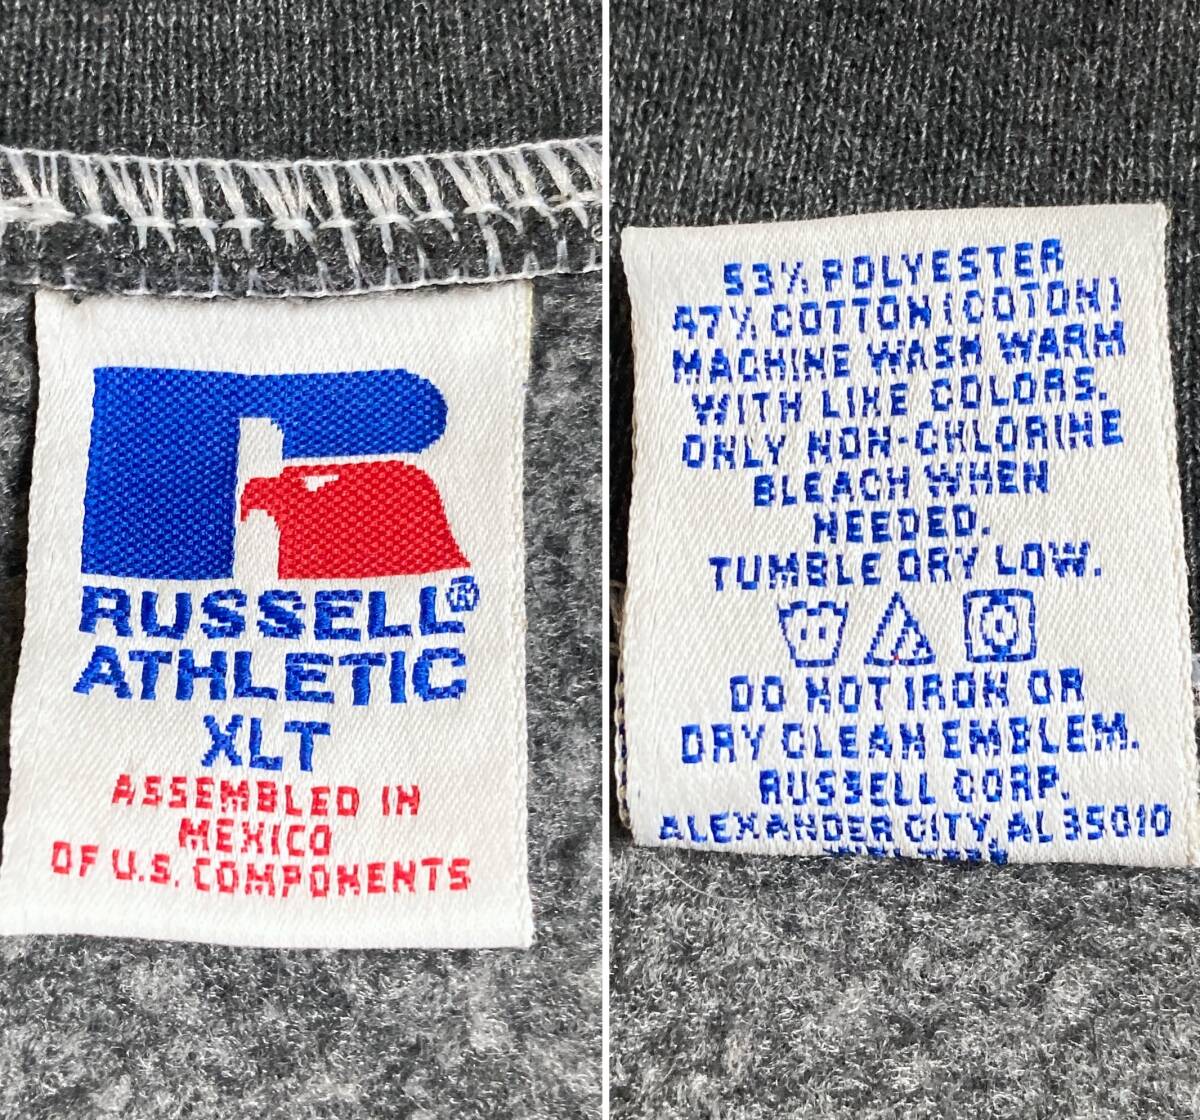 RUSSELL®
ATHLETIC
XLT
ASSEMBLED IN
MEXICO
OF U.S. COMPONENTS
53% POLYESTER
47% COTTON (COTON)
MACHINE WASH WARM
WITH LIKE COLORS.
ONLY NON-CHLORINE
BLEACH WHEN
NEEDED.
TUMBLE DRY LOW.
DO NOT IRON OR
DRY CLEAN EMBLEM.
RUSSELL CORP.
ALEXANDER CITY, AL 35010